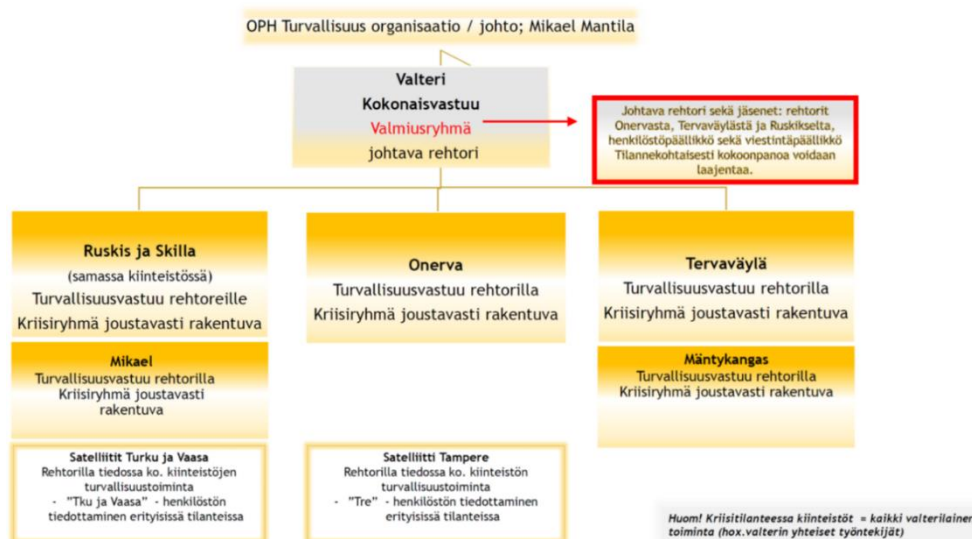 OPH Turvallisuus organisaatio / johto; Mikael Mantila
Valteri
Kokonaisvastuu
Valmiusryhmä
johtava rehtori
Johtava rehtori sekä jäsenet: rehtorit
Onervasta, Tervaväylästä ja Ruskikselta,
henkilöstöpäällikkö sekä viestintäpäällikkö
Tilannekohtaisesti kokoonpanoa voidaan
laajentaa.
Ruskis ja Skilla
(samassa kiinteistössä)
Turvallisuusvastuu rehtoreille
Kriisiryhmä joustavasti rakentuva
Onerva
Turvallisuusvastuu rehtorilla
Kriisiryhmä joustavasti rakentuva
Tervaväylä
Turvallisuusvastuu rehtorilla
Kriisiryhmä joustavasti rakentuva
Mikael
Turvallisuusvastuu rehtorilla
Kriisiryhmä joustavasti
rakentuva
Mäntykangas
Turvallisuusvastuu rehtorilla
Kriisiryhmä joustavasti rakentuva
Satelliitit Turku ja Vaasa
Rehtorilla tiedossa ko. kiinteistöjen
turvallisuustoiminta
- "Tku ja Vaasa" - henkilöstön
tiedottaminen erityisissä tilanteissa
Satelliitti Tampere
Rehtorilla tiedossa ko. kiinteistön
turvallisuustoiminta
- "Tre" - henkilöstön tiedottaminen
erityisissä tilanteissa
Huom! Kriisitilanteessa kiinteistöt = kaikki valterilainen
toiminta (hox.valterin yhteiset työntekijät)